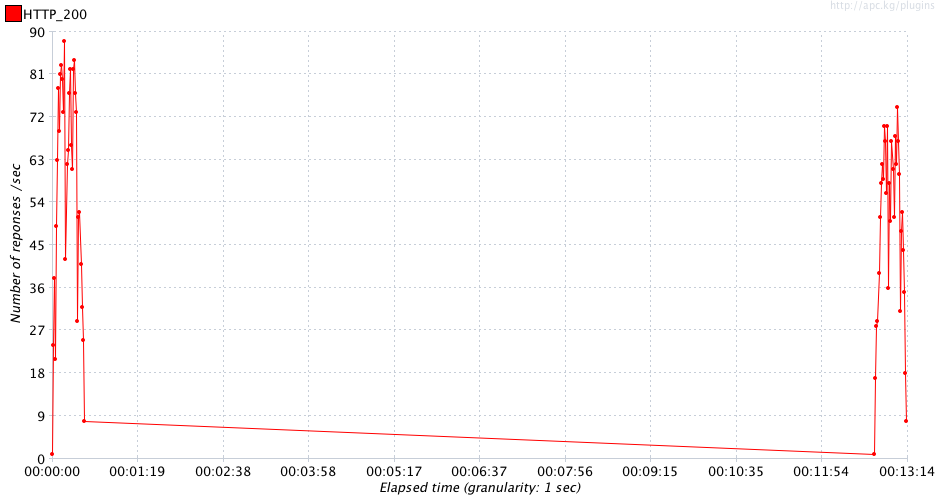 http://apc.kg/plugins
HTTP_200
90
81
72
63
54
45
36
27
18
9
0
Number of reponses /sec
00:00:00 00:01:19 00:02:38 00:03:58 00:05:17 00:06:37 00:07:56 00:09:15 00:10:35 00:11:54 00:13:14
Elapsed time (granularity: 1 sec)